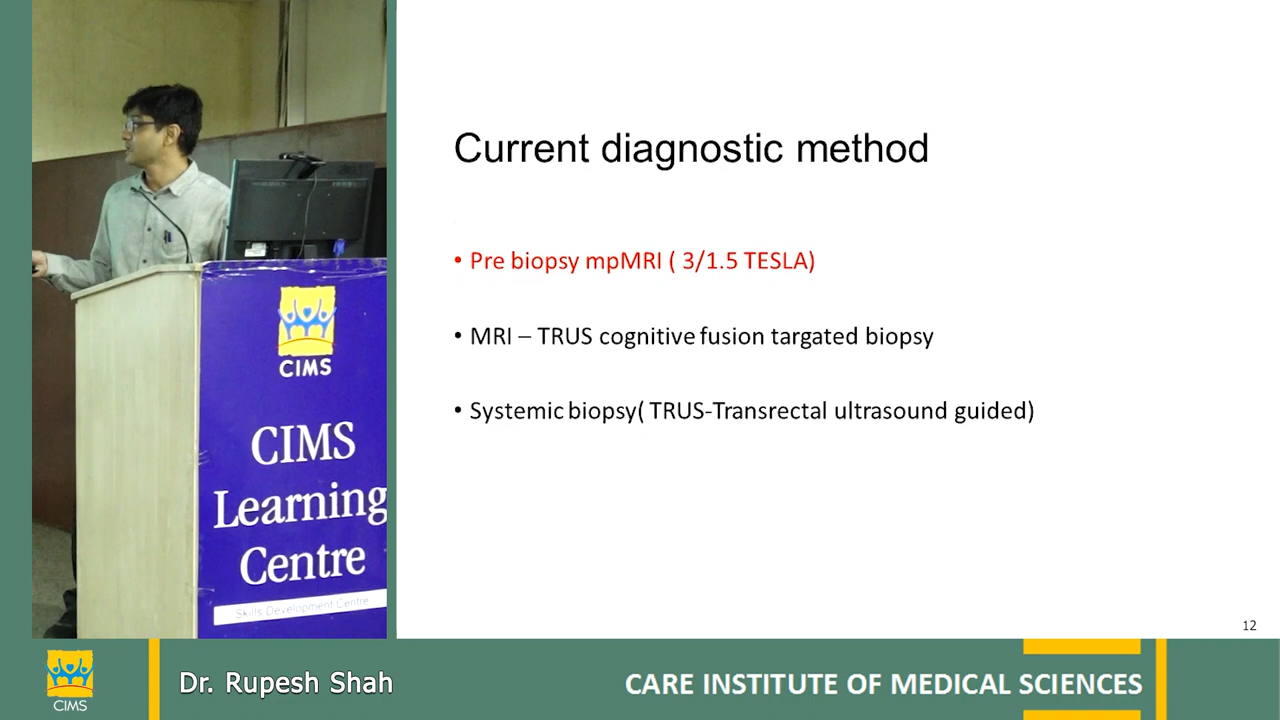 Current diagnostic method
• Pre biopsy mpMRI ( 3/1.5 TESLA)
• MRI – TRUS cognitive fusion targated biopsy
• Systemic biopsy( TRUS-Transrectal ultrasound guided)
12
CIMS
CIMS
Learning
Centre
Skills Development Centre
CIMS
Dr. Rupesh Shah
CARE INSTITUTE OF MEDICAL SCIENCES